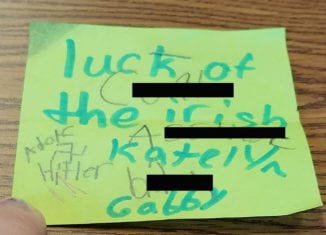 luck of
the irish
Adolf
Hitler
Katelyn
Gabby